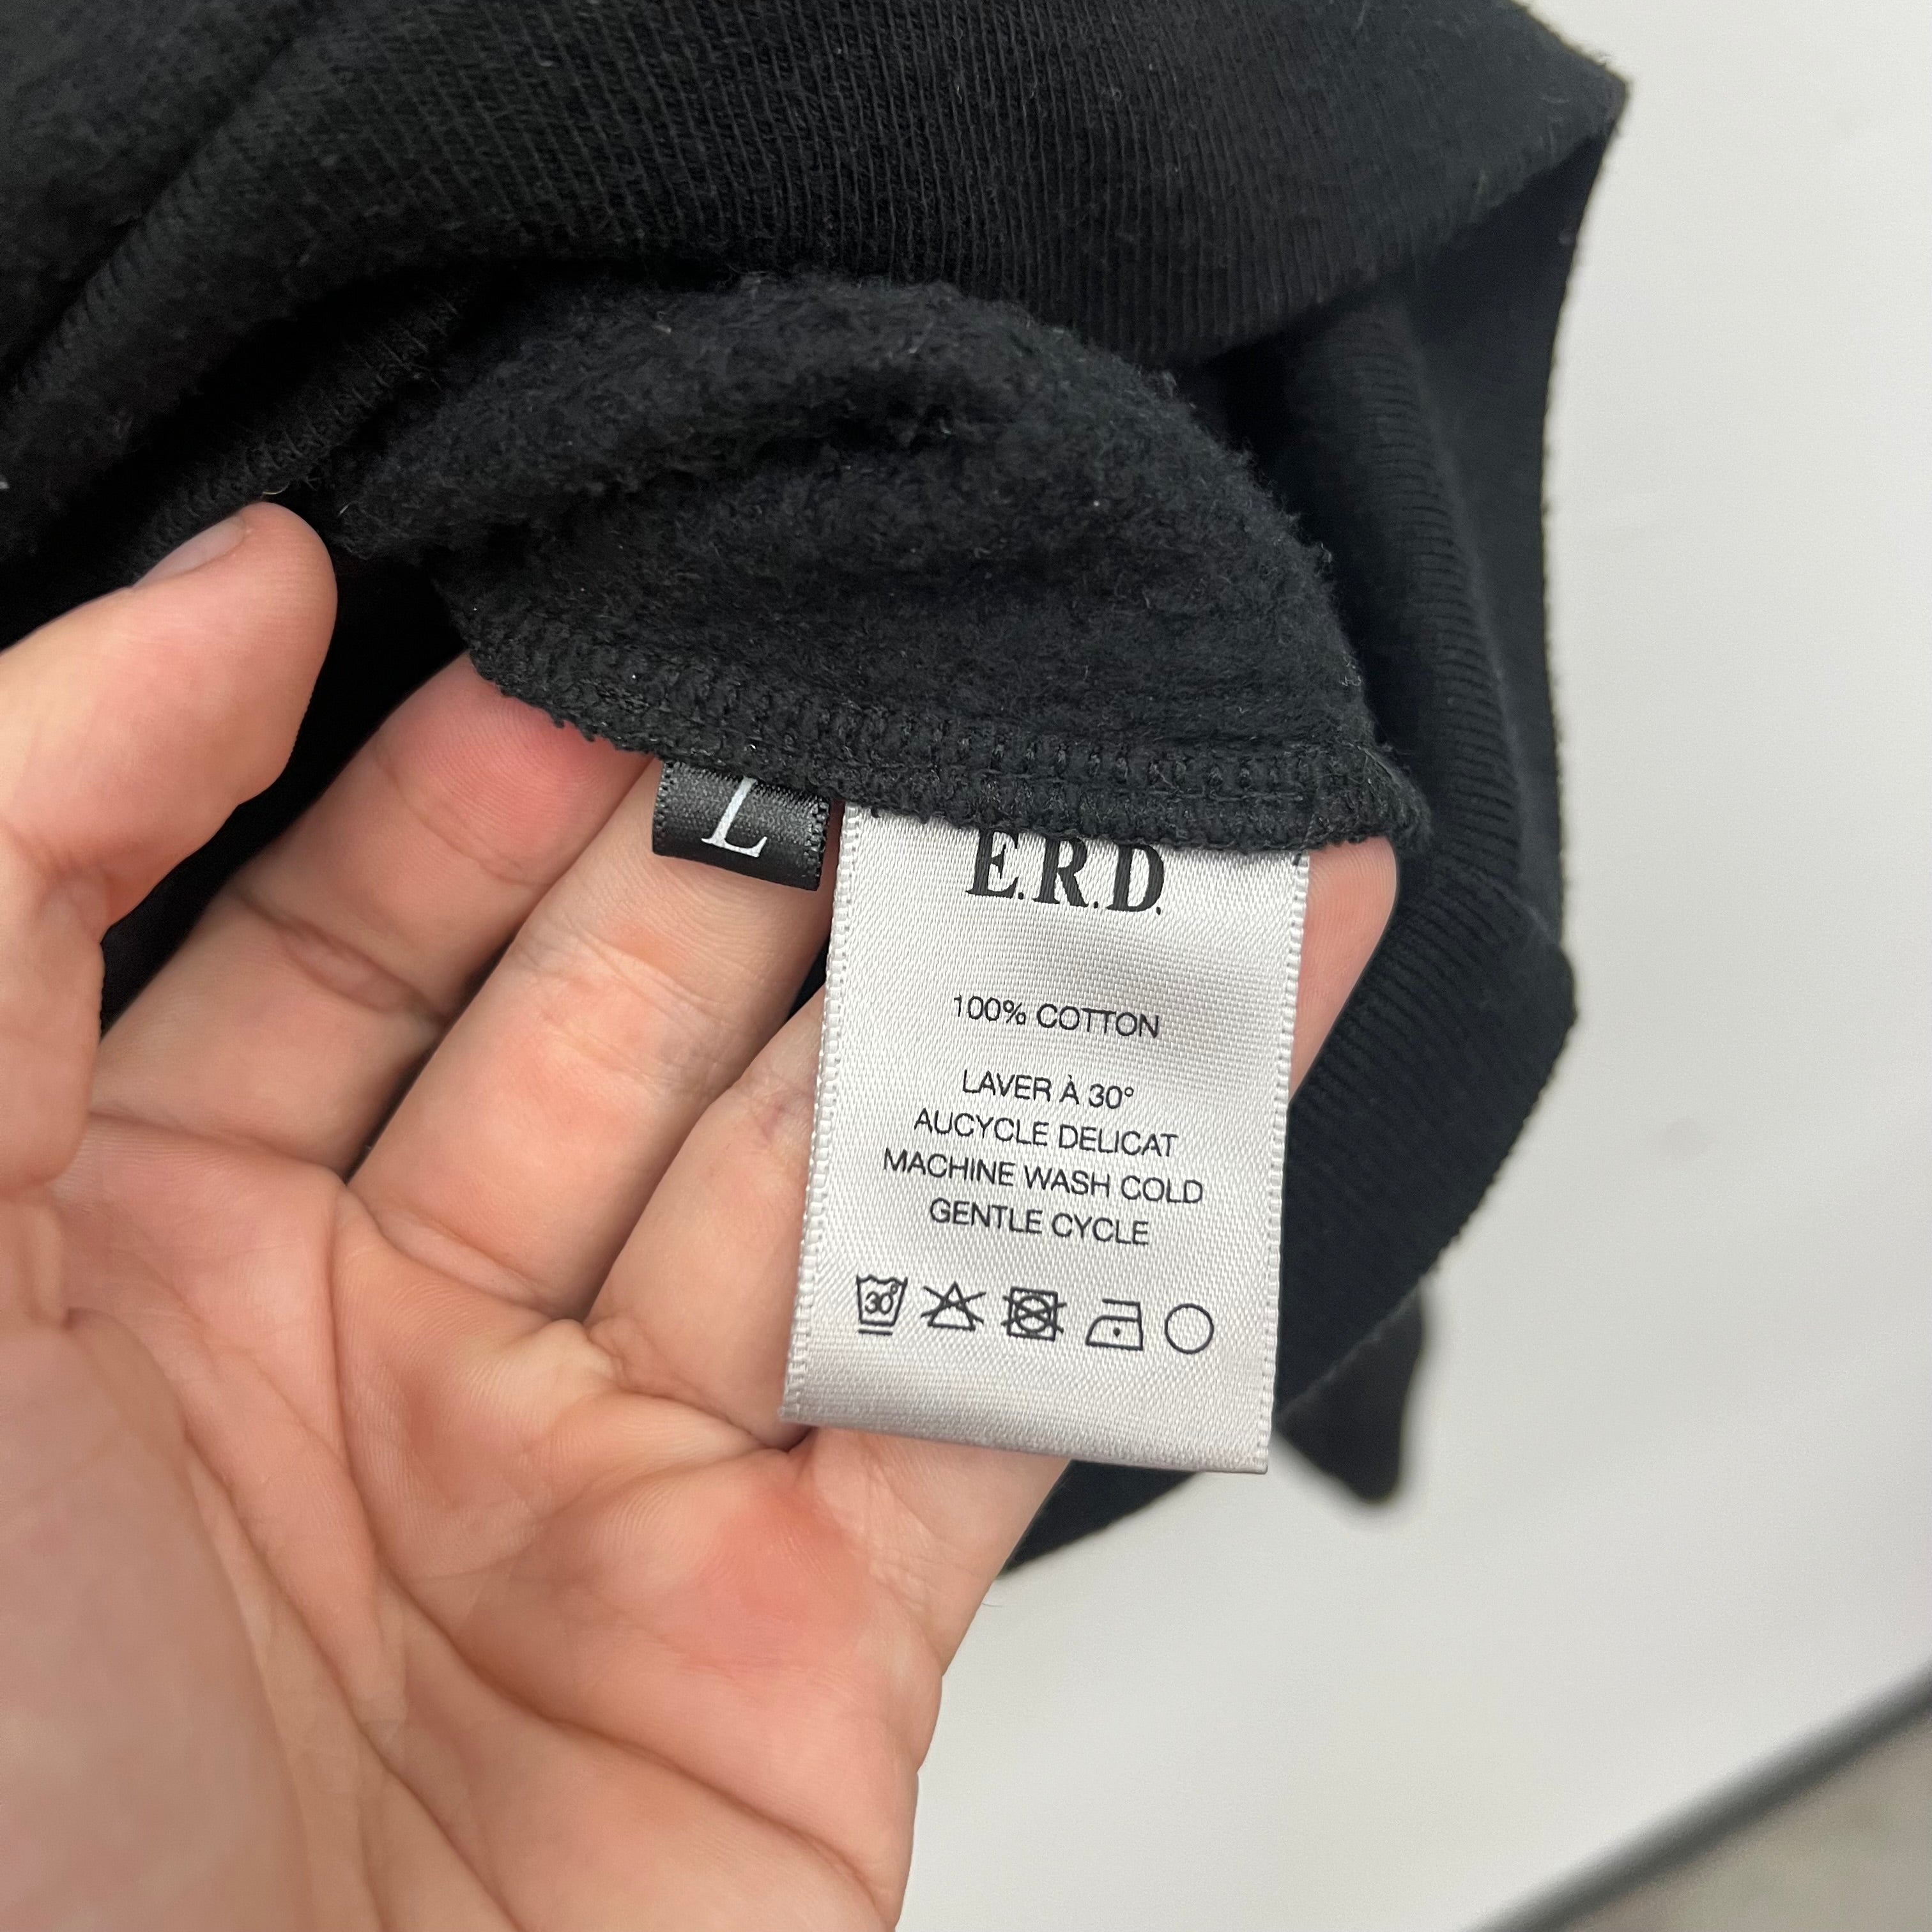 L
E.R.D.
100% COTTON
LAVER À 30°
AUCYCLE DELICAT
MACHINE WASH COLD
GENTLE CYCLE
30°